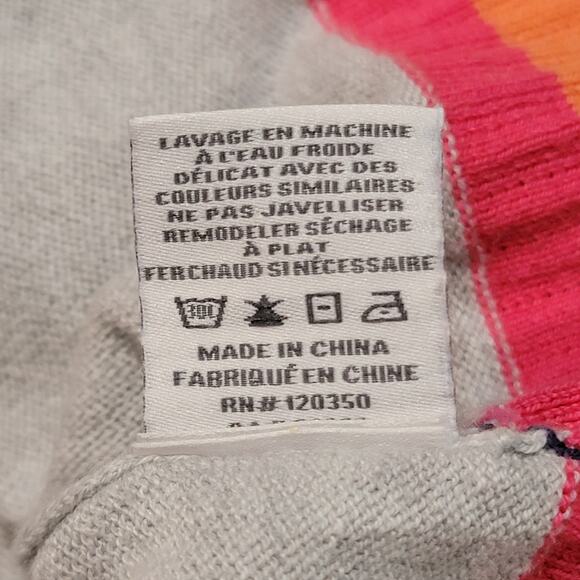 LAVAGE EN MACHINE
À L'EAU FROIDE
DÉLICAT AVEC DES
COULEURS SIMILAIRES
NE PAS JAVELLISER
REMODELER SÉCHAGE
À PLAT
FER CHAUD SI NÉCESSAIRE
MADE IN CHINA
FABRIQUÉ EN CHINE
RN# 120350